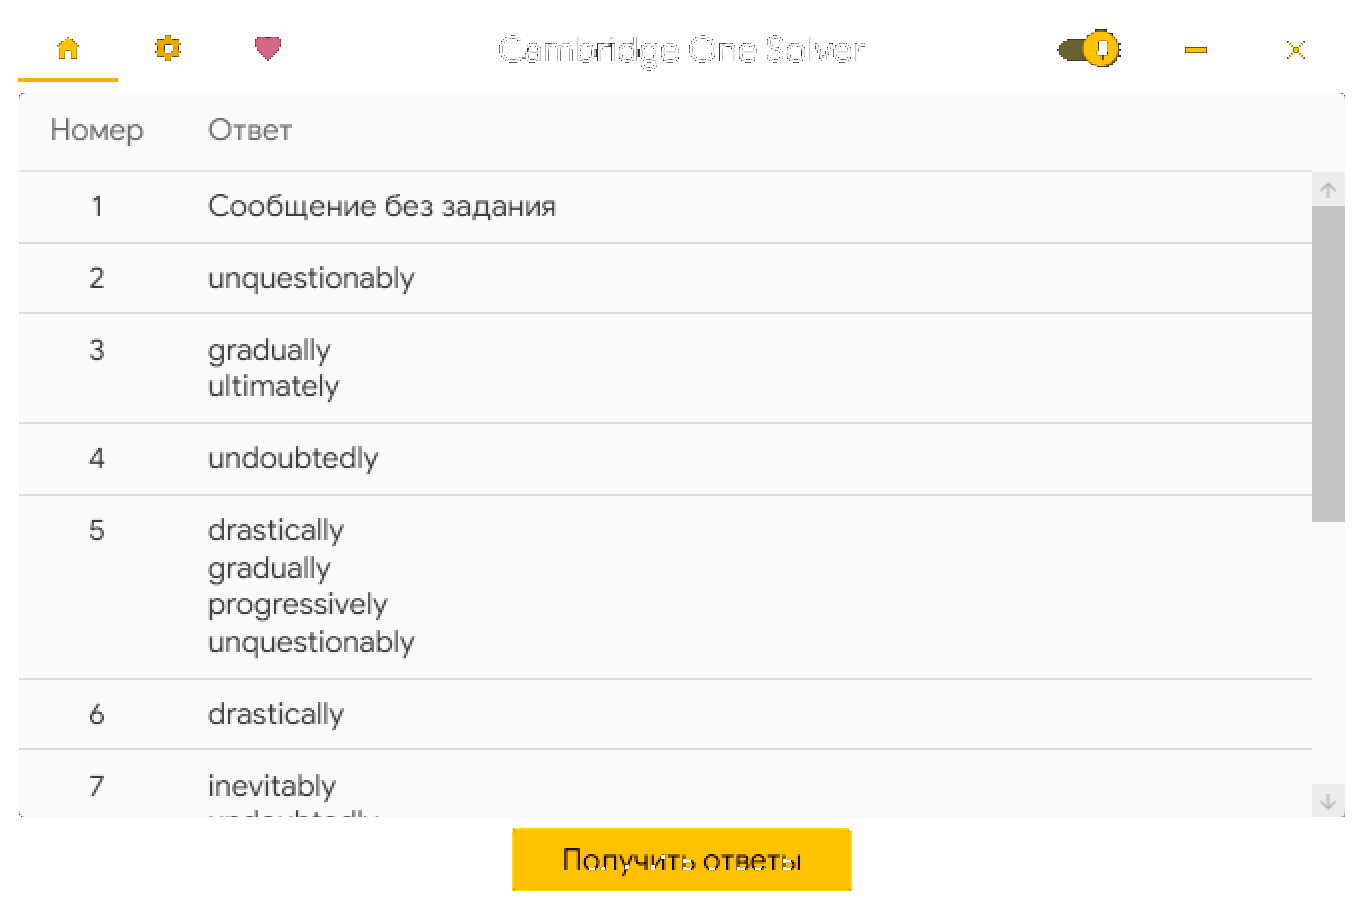 Cambridge One Solver
Номер Ответ
1 Сообщение без задания
2 unquestionably
3 gradually
ultimately
4 undoubtedly
5 drastically
gradually
progressively
unquestionably
6 drastically
7 inevitably
undoubtedly
Получить ответы